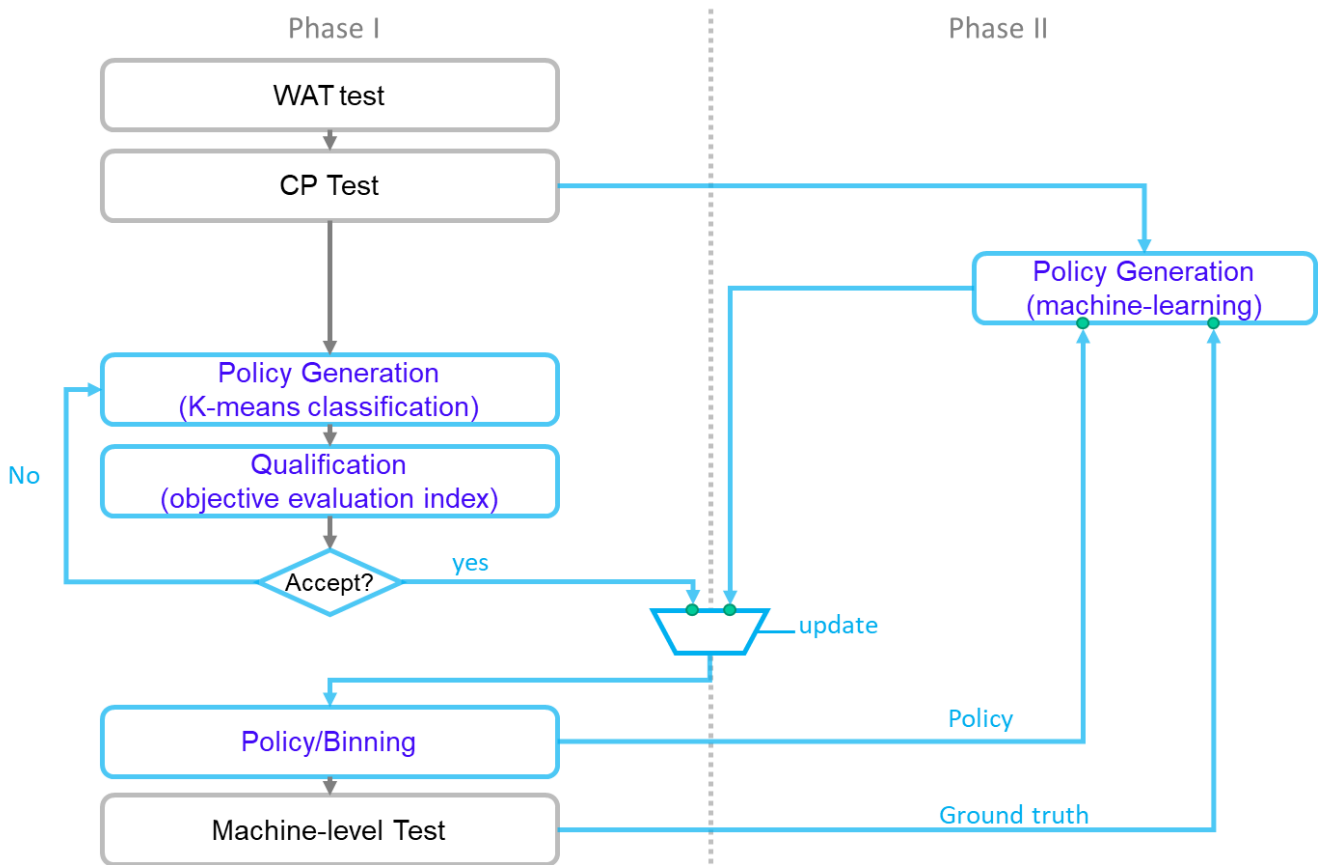 Phase I
Phase II
WAT test
CP Test
Policy Generation
(machine-learning)
Policy Generation
(K-means classification)
No
Qualification
(objective evaluation index)
Accept?
yes
update
Policy/Binning
Policy
Machine-level Test
Ground truth